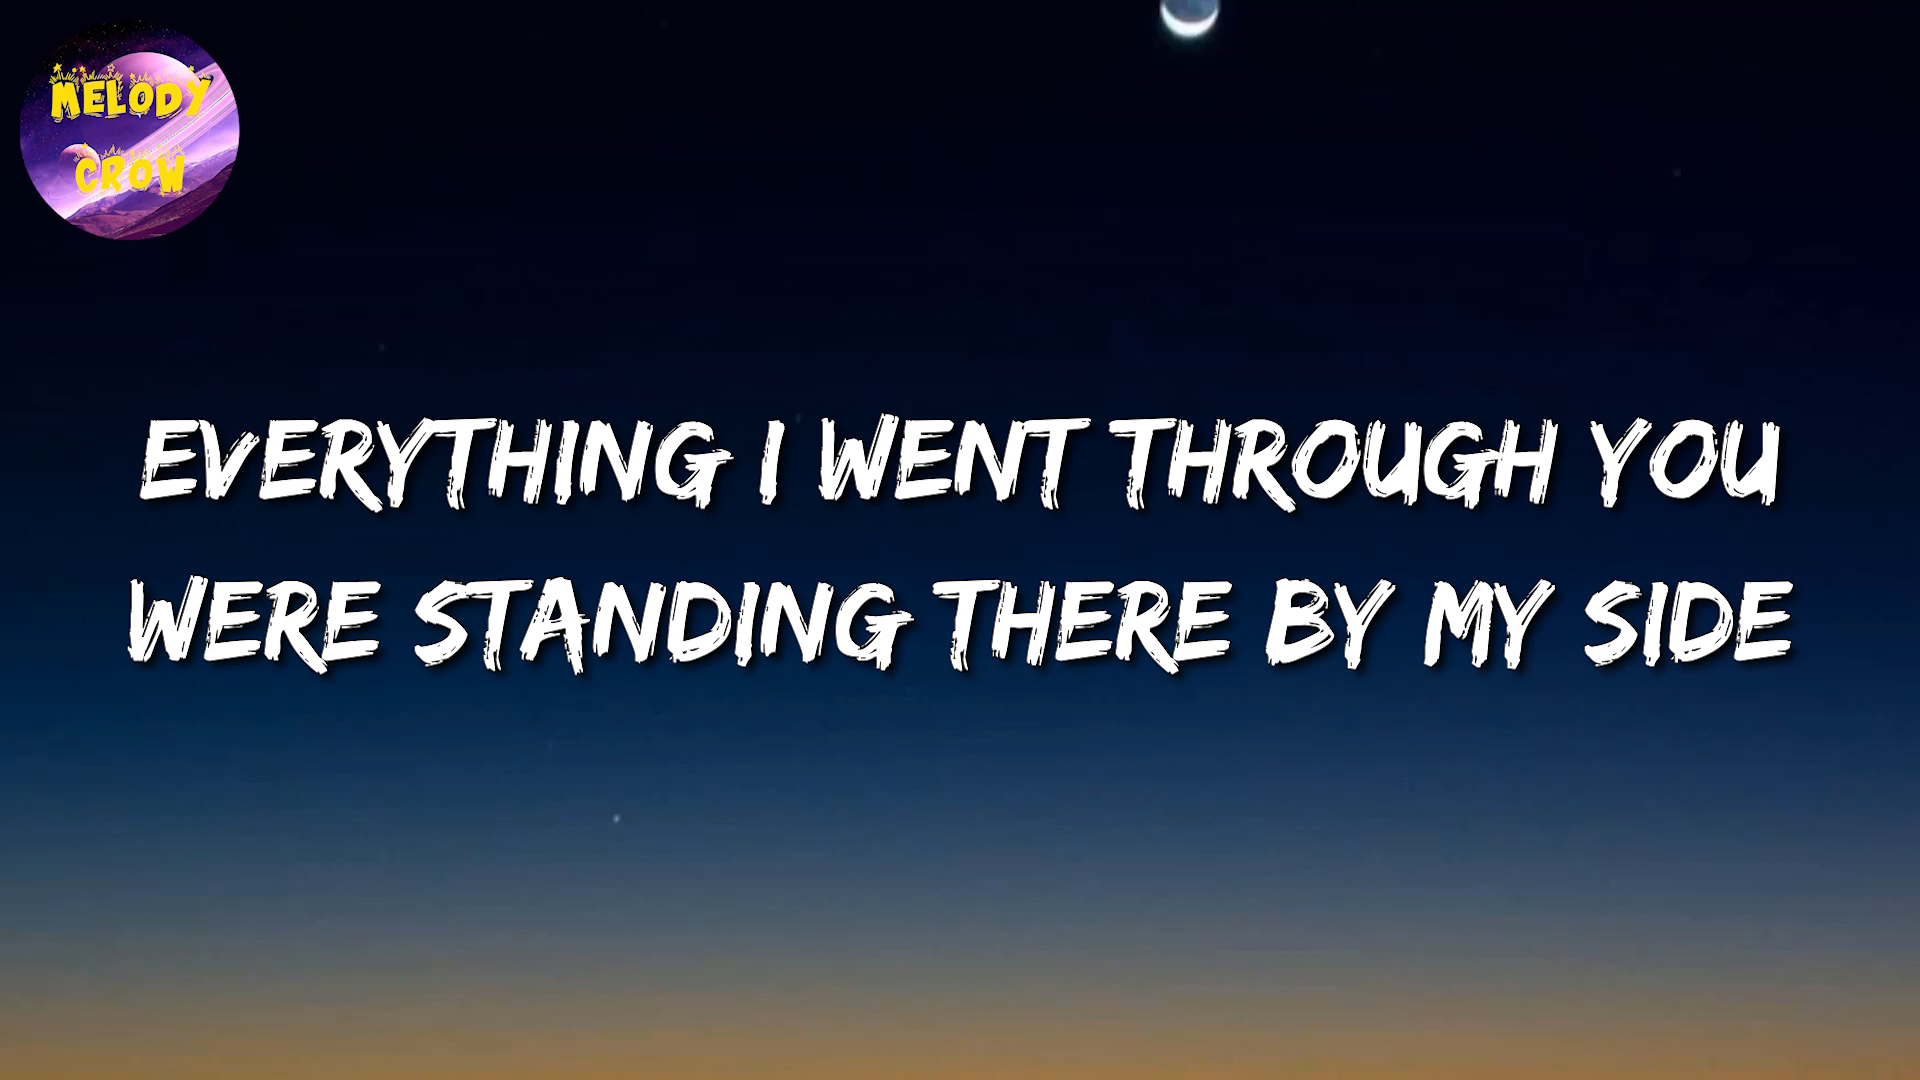 MELODY
CROW
EVERYTHING I WENT THROUGH YOU
WERE STANDING THERE BY MY SIDE